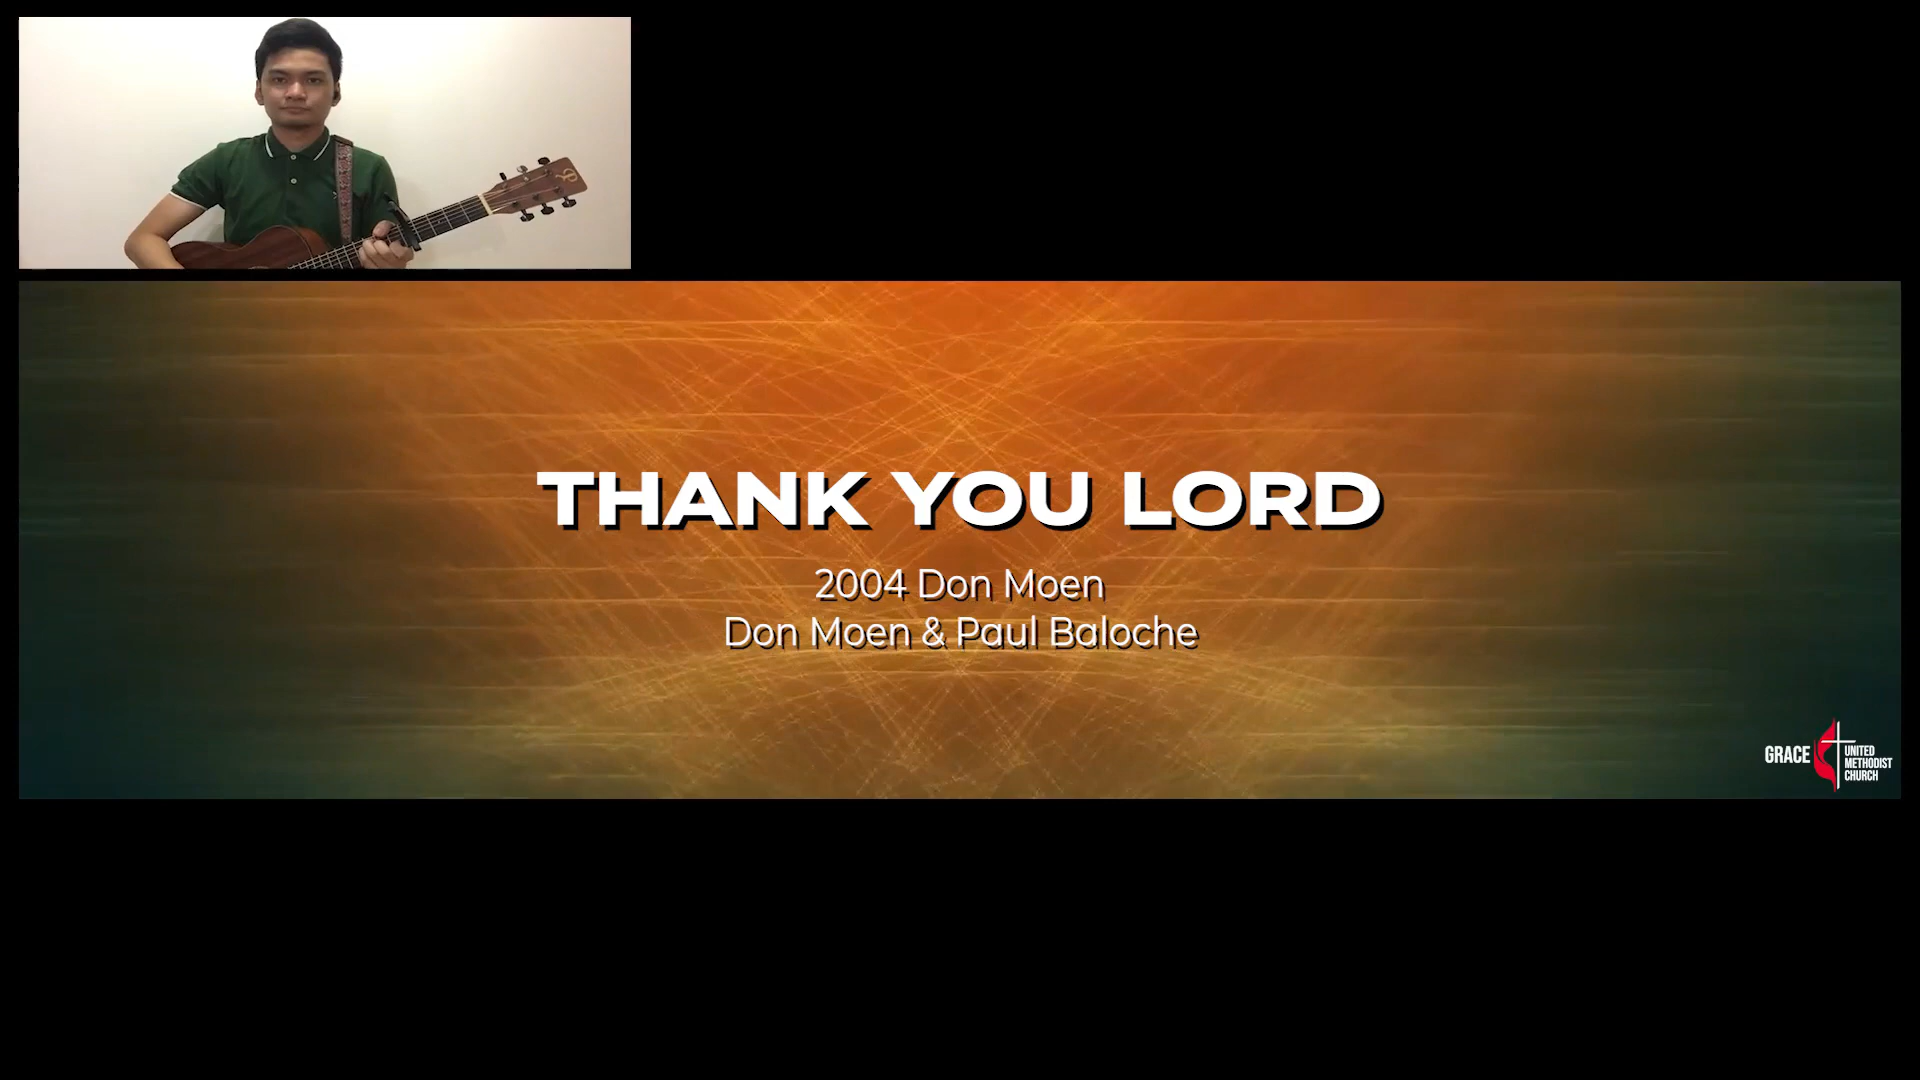 THANK YOU LORD
2004 Don Moen
Don Moen & Paul Baloche
GRACE
UNITED
METHODIST
CHURCH